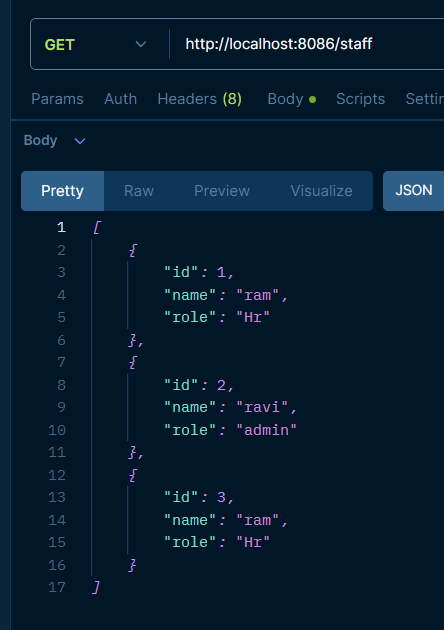 GET http://localhost:8086/staff
Params Auth Headers (8) Body Scripts
Body
Pretty Raw Preview Visualize JSON
1 [
2 {
3 "id": 1,
4 "name": "ram",
5 "role": "Hr"
6 },
7 {
8 "id": 2,
9 "name": "ravi",
10 "role": "admin"
11 },
12 {
13 "id": 3,
14 "name": "ram",
15 "role": "Hr"
16 }
17 ]